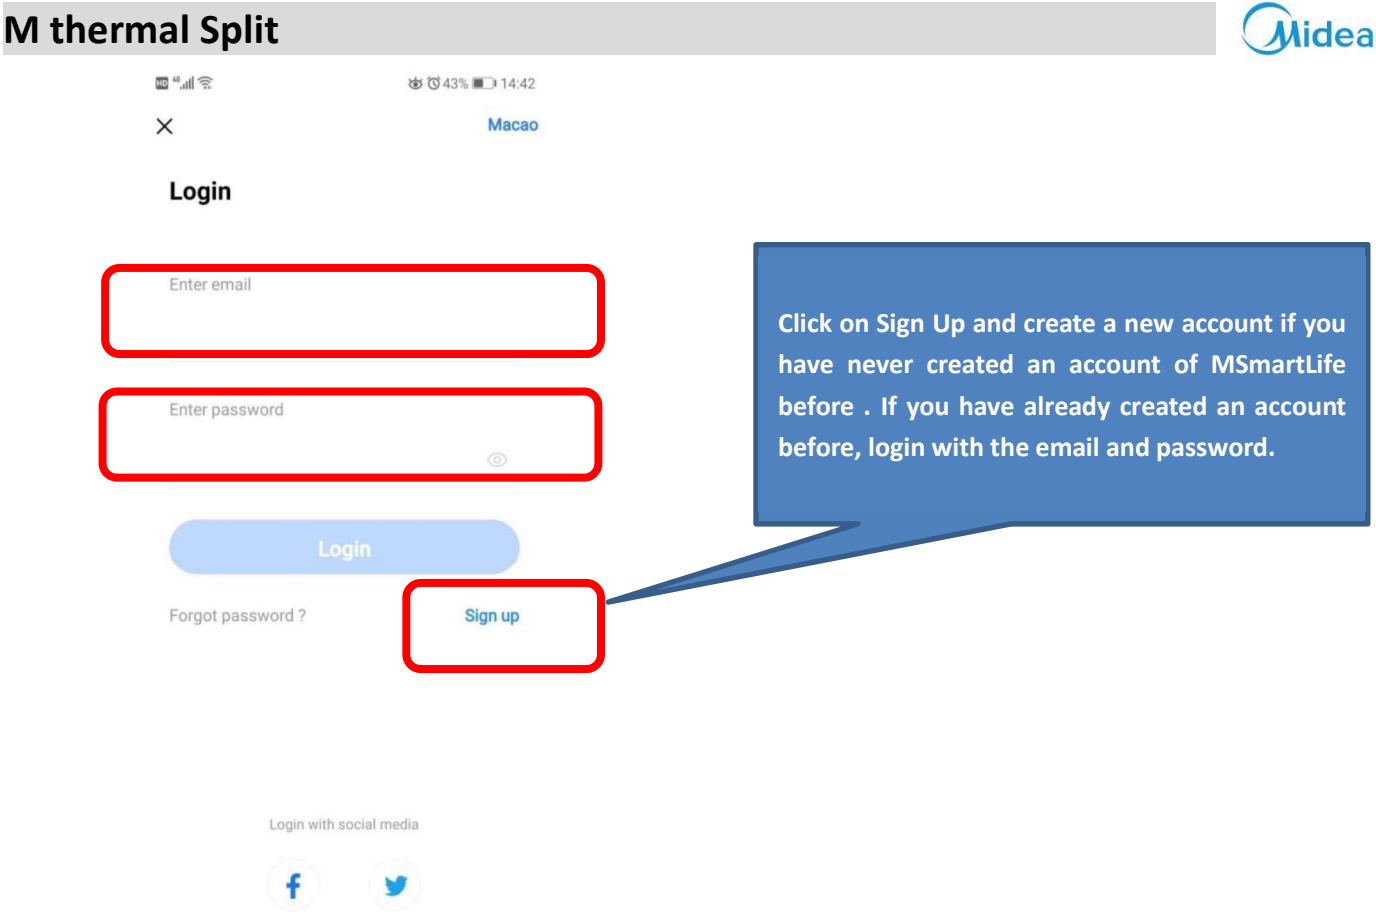 M thermal Split
Midea
HD 4G 43% 14:42
Macao
Login
Enter email
Enter password
Login
Forgot password ?
Sign up
Click on Sign Up and create a new account if you
have never created an account of MSmartLife
before . If you have already created an account
before, login with the email and password.
Login with social media